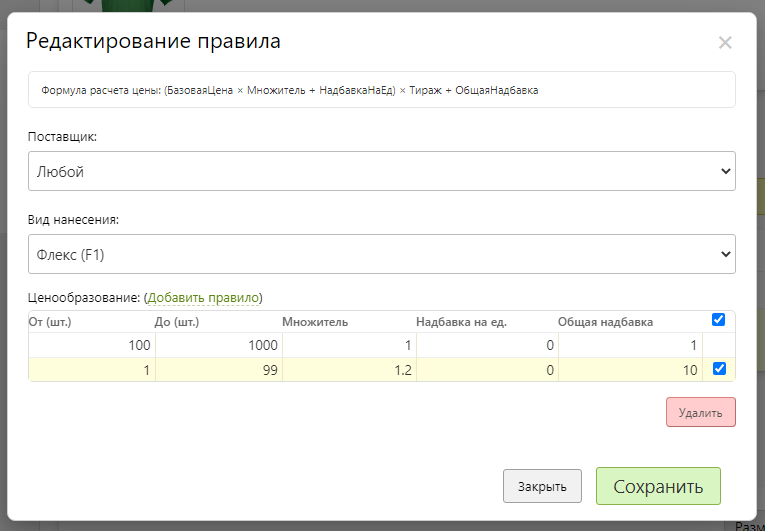 Редактирование правила
×
Формула расчета цены: (БазоваяЦена × Множитель + НадбавкаНаЕд) × Тираж + ОбщаяНадбавка
Поставщик:
Любой
Вид нанесения:
Флекс (F1)
Ценообразование: (Добавить правило)
От (шт.) До (шт.) Множитель Надбавка на ед. Общая надбавка
100 1000 1 0 1
1 99 1.2 0 10
Удалить
Закрыть Сохранить